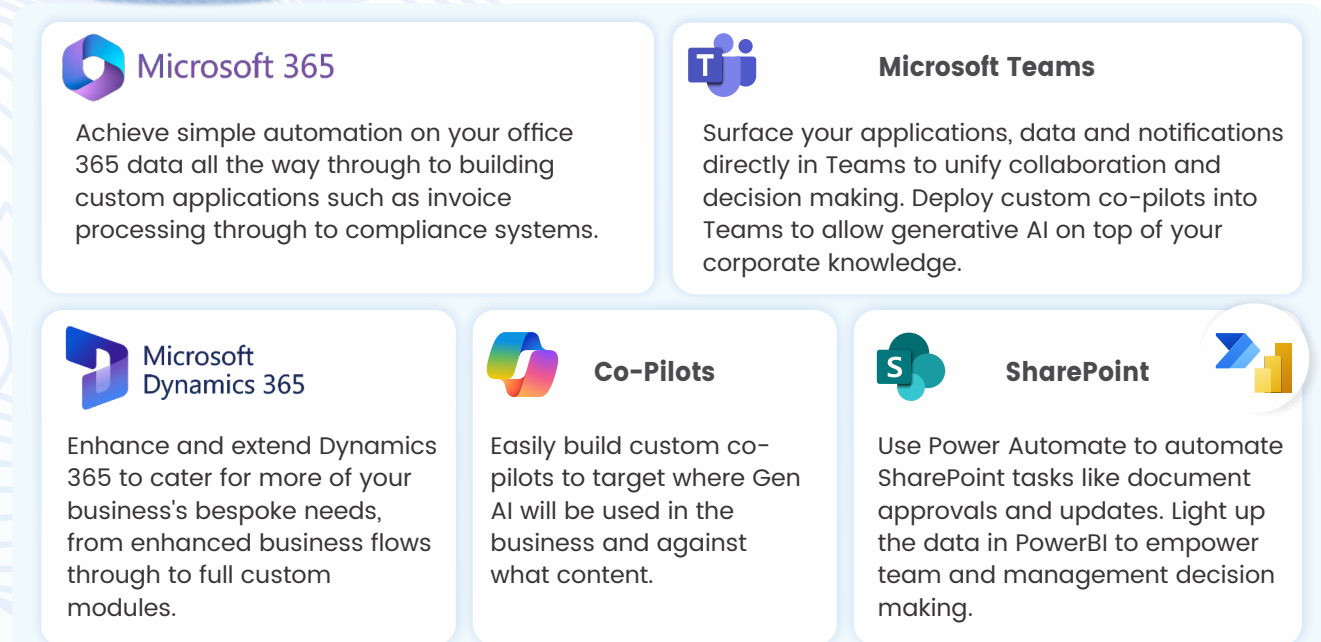 Microsoft 365
Achieve simple automation on your office
365 data all the way through to building
custom applications such as invoice
processing through to compliance systems.
T
Microsoft Teams
Surface your applications, data and notifications
directly in Teams to unify collaboration and
decision making. Deploy custom co-pilots into
Teams to allow generative AI on top of your
corporate knowledge.
Microsoft
Dynamics 365
Enhance and extend Dynamics
365 to cater for more of your
business's bespoke needs,
from enhanced business flows
through to full custom
modules.
Co-Pilots
Easily build custom co-
pilots to target where Gen
AI will be used in the
business and against
what content.
S
SharePoint
Use Power Automate to automate
SharePoint tasks like document
approvals and updates. Light up
the data in PowerBI to empower
team and management decision
making.